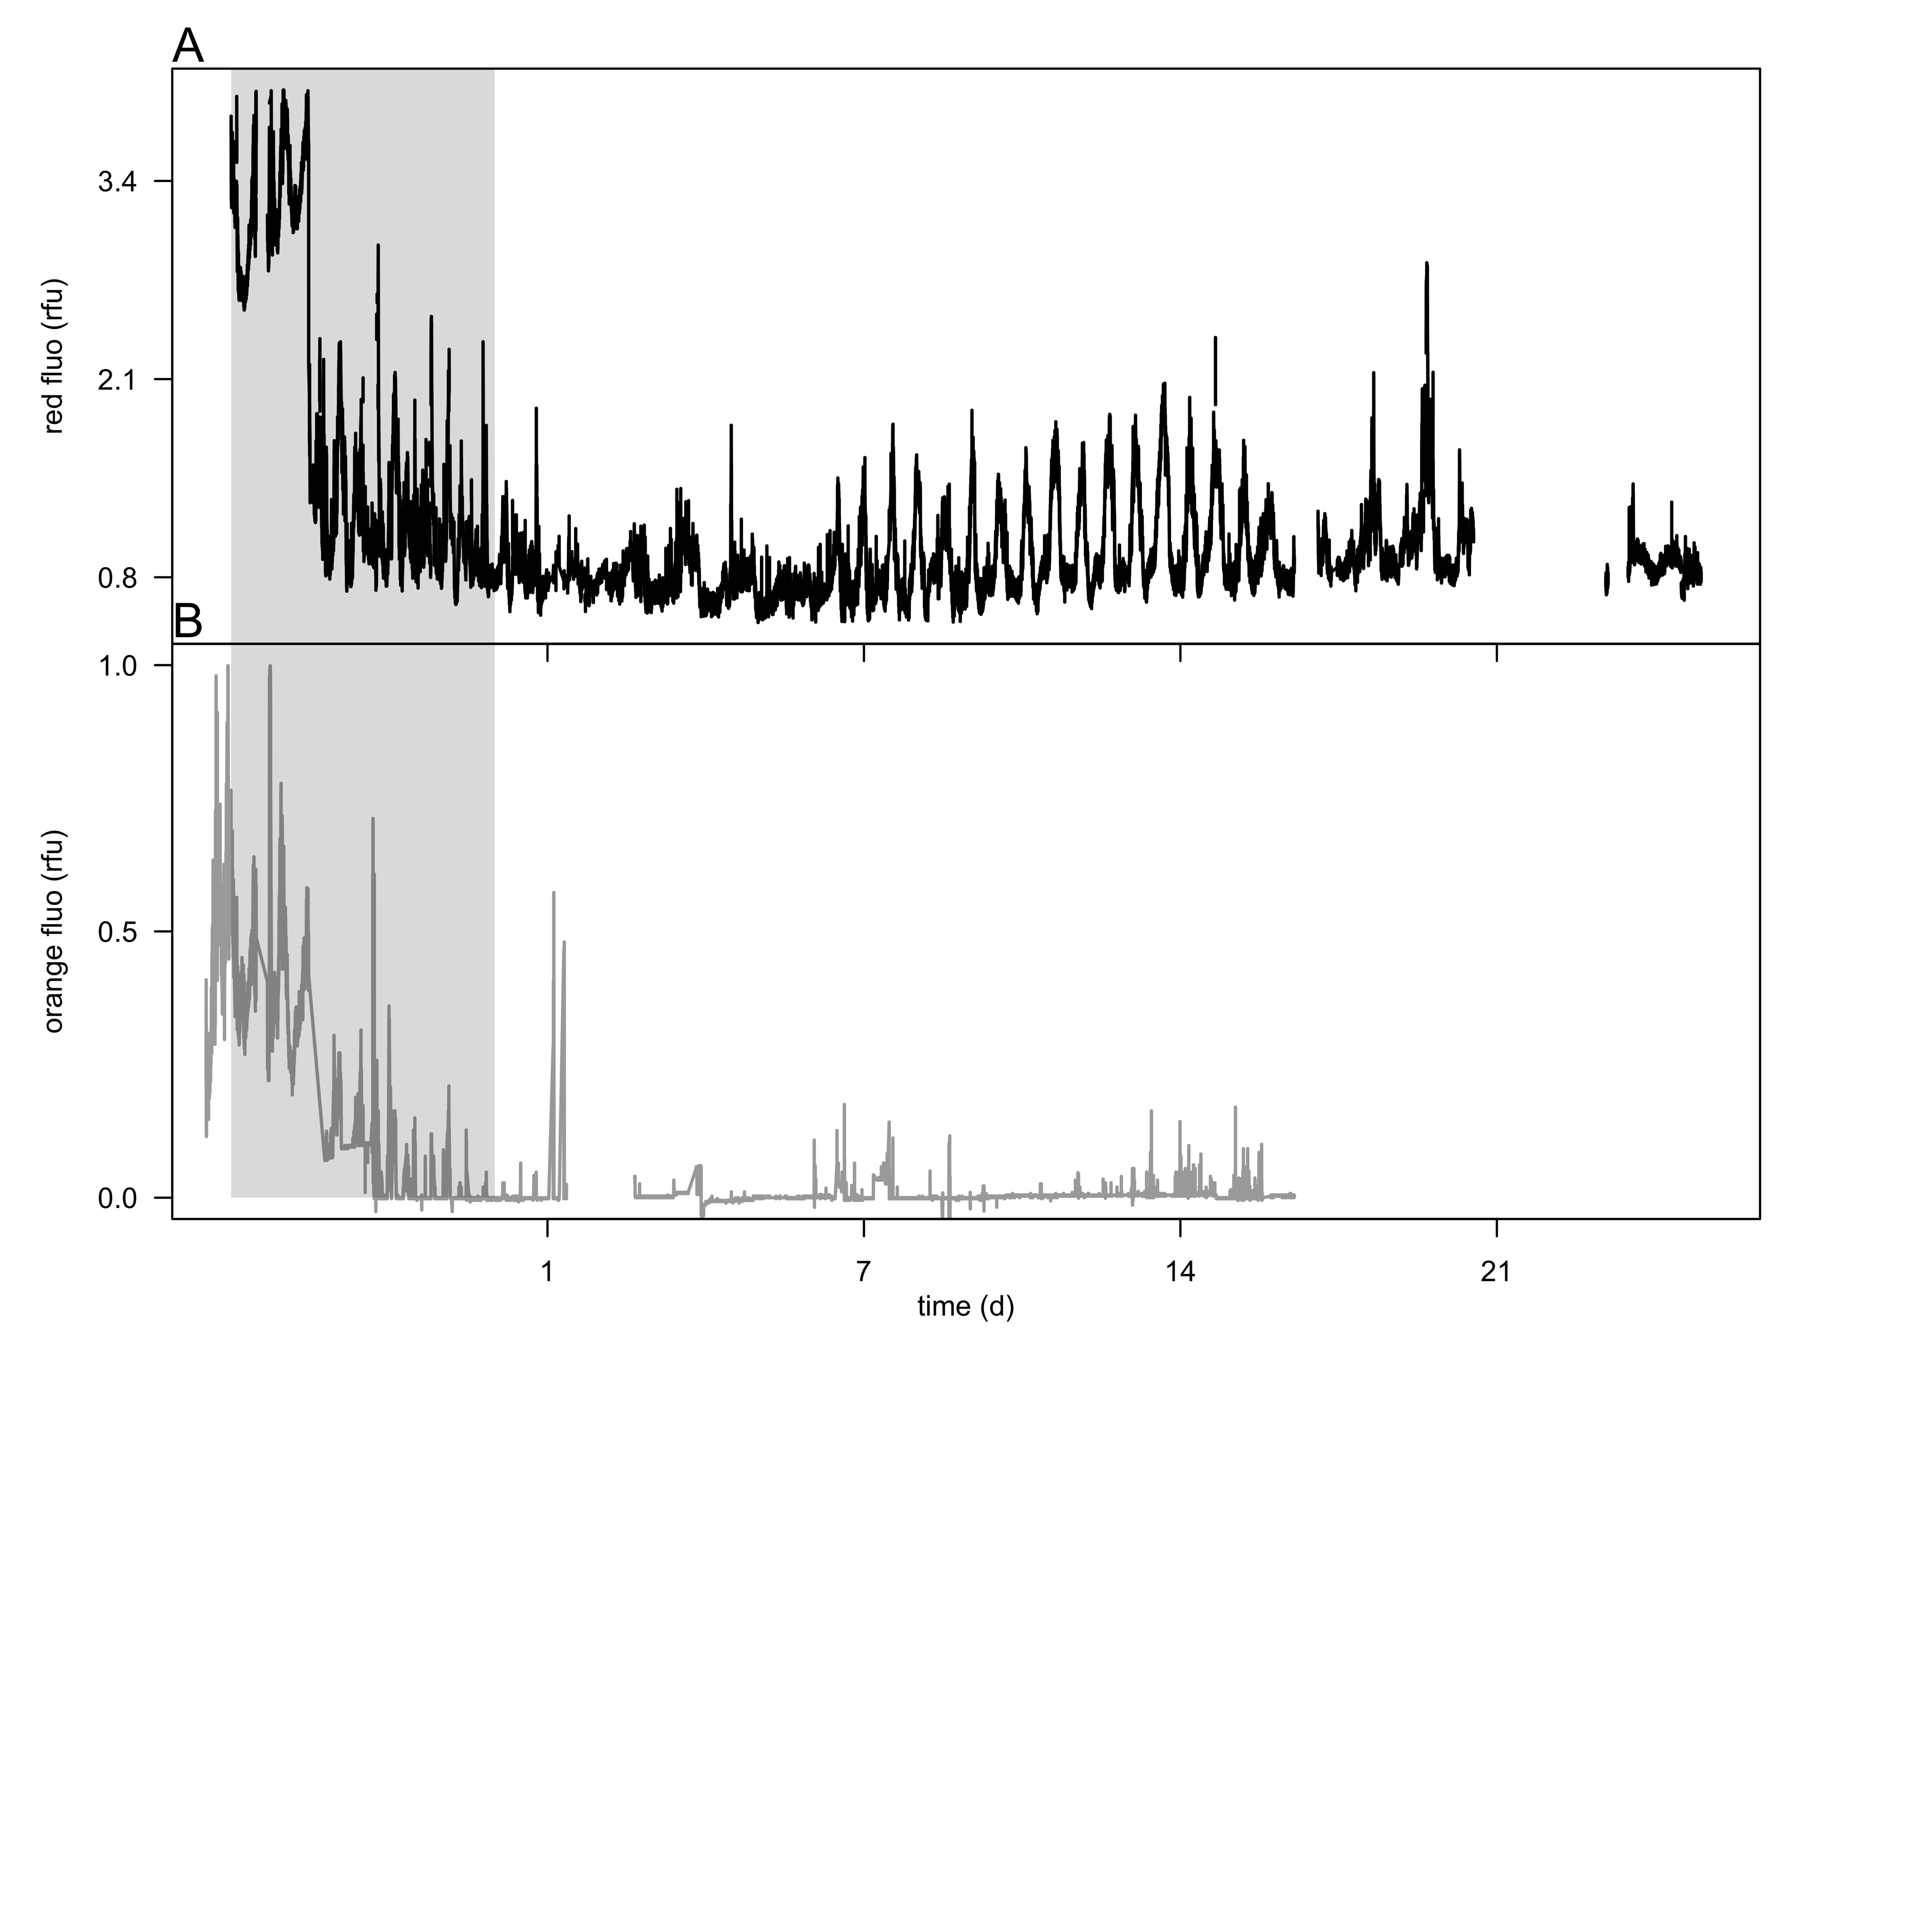 A
3.4
2.1
0.8
red fluo (rfu)
B
1.0
0.5
0.0
orange fluo (rfu)
1 7 14 21
time (d)